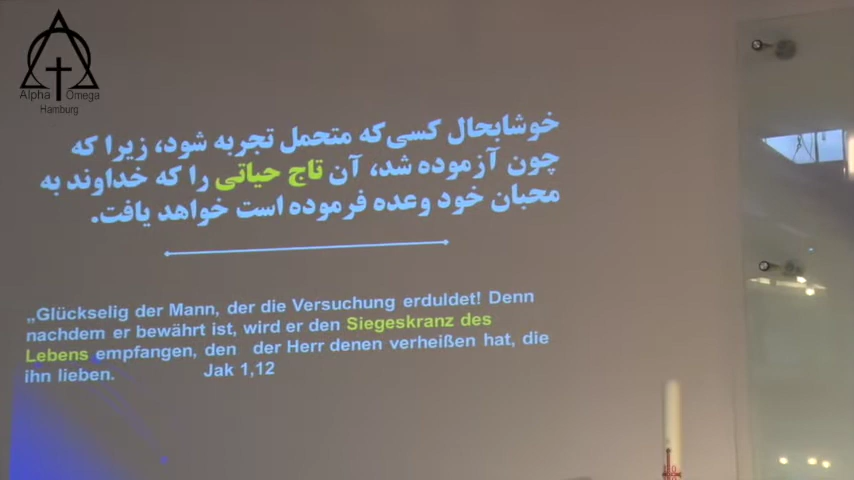 Alpha Omega
Hamburg
خوشابحال کسی‌که متحمل تجربه شود، زیرا که
چون آزموده شد، آن تاج حیاتی را که خداوند به
محبان خود وعده فرموده است خواهد یافت.
„Glückselig der Mann, der die Versuchung erduldet! Denn
nachdem er bewährt ist, wird er den Siegeskranz des
Lebens empfangen, den der Herr denen verheißen hat, die
ihn lieben. Jak 1,12